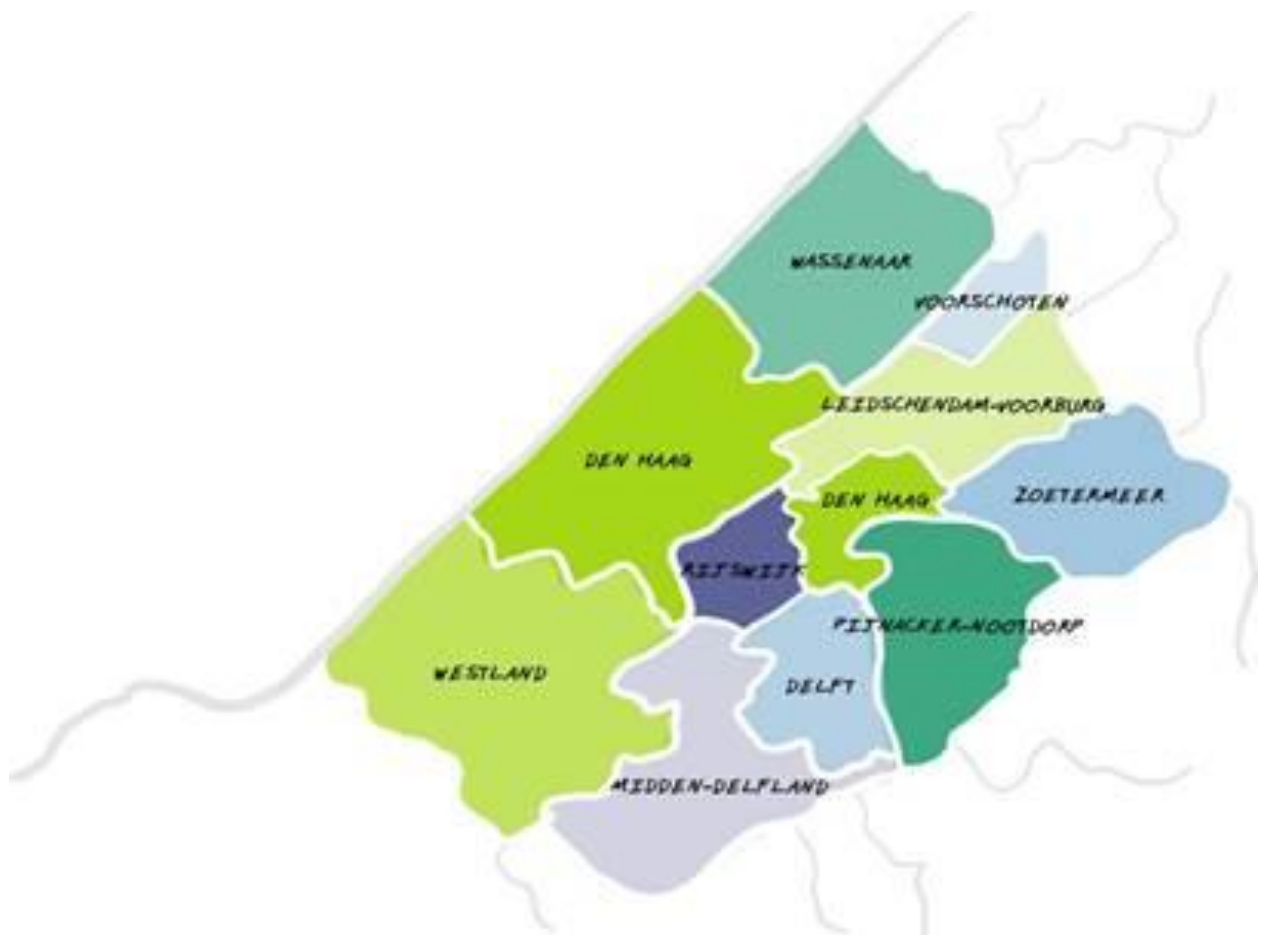 WASSENAAR
VOORSCHOTEN
LEIDSCHENDAM-VOORBURG
DEN HAAG
DEN HAAG
ZOETERMEER
RIJSWIJK
PIJNACKER-NOOTDORP
WESTLAND
DELFT
MIDDEN-DELFLAND